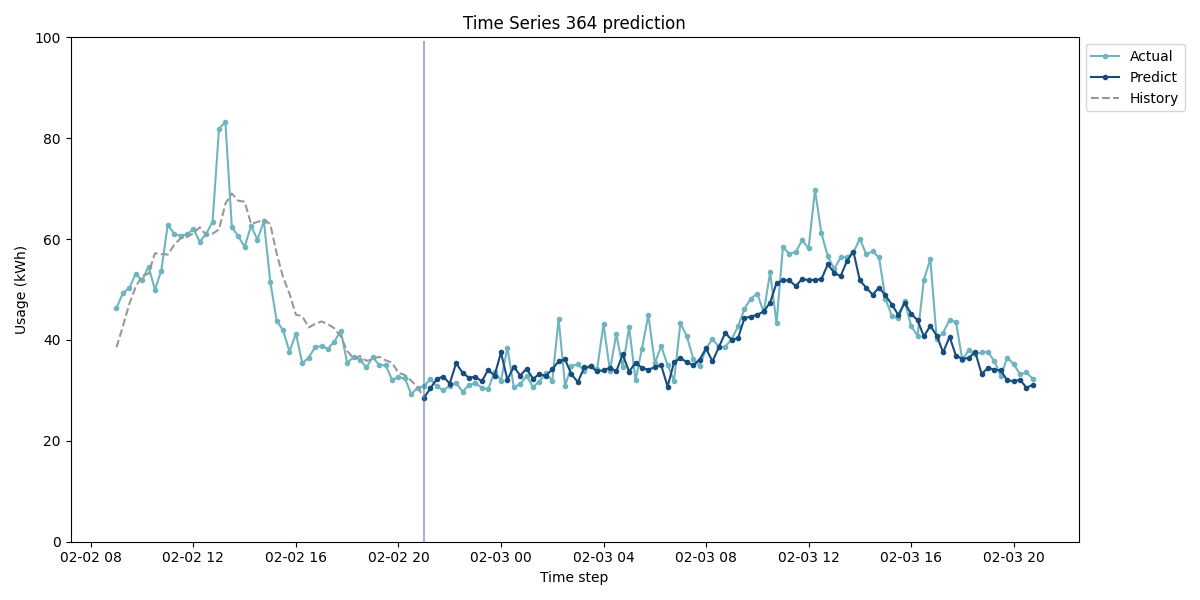 Time Series 364 prediction
100
80
60
40
20
0
Usage (kWh)
02-02 08
02-02 12
02-02 16
02-02 20
02-03 00
02-03 04
02-03 08
02-03 12
02-03 16
02-03 20
Time step
Actual
Predict
History